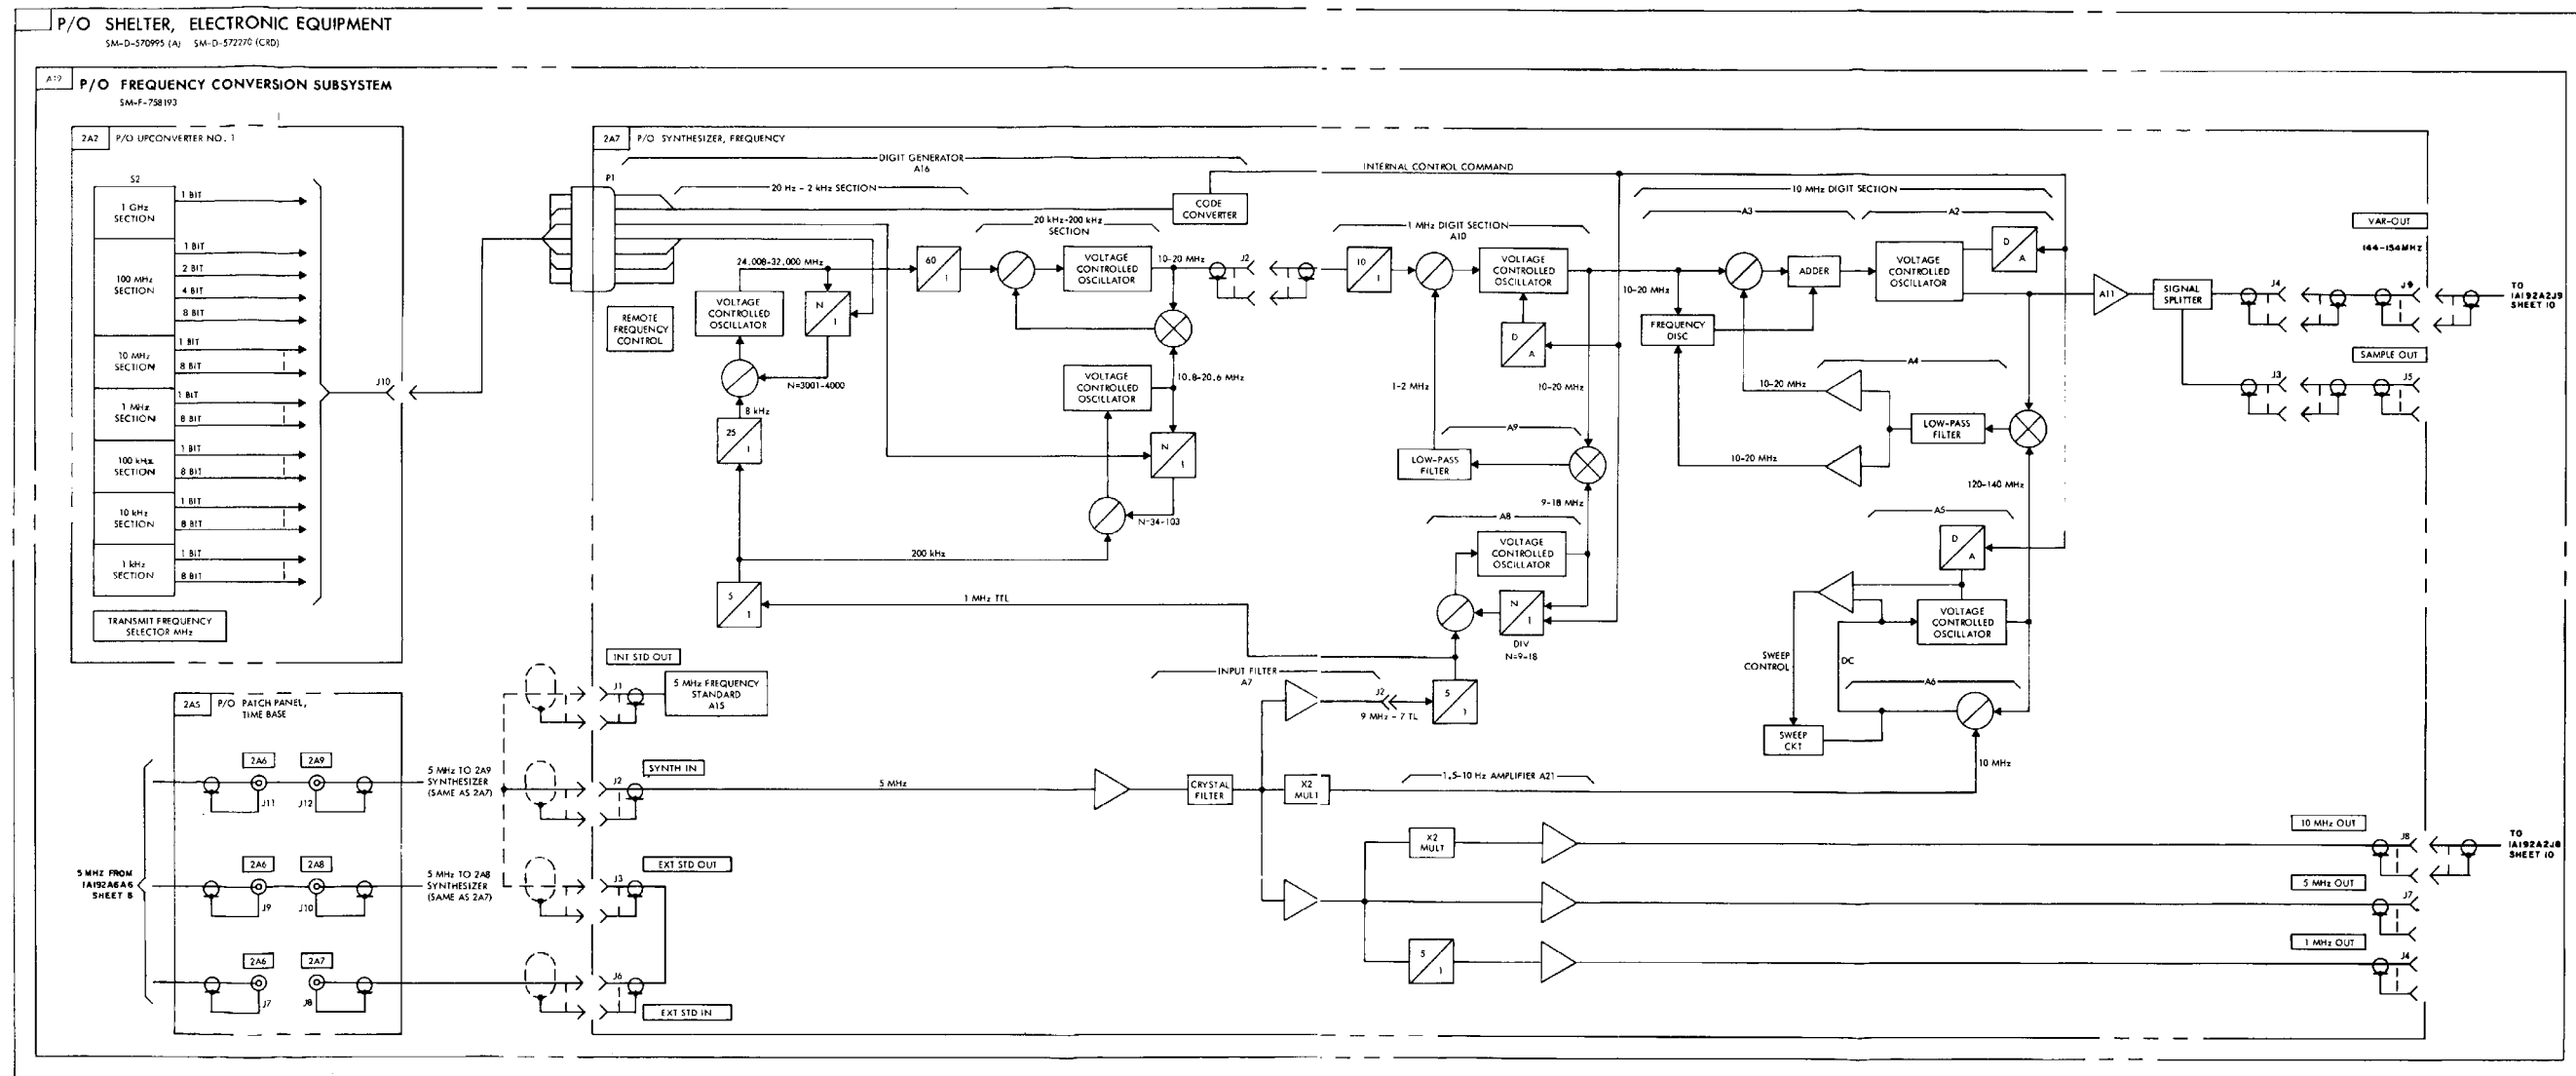 P/O SHELTER, ELECTRONIC EQUIPMENT
SM-D-570995 (A) SM-D-572270 (CRD)
A19
P/O FREQUENCY CONVERSION SUBSYSTEM
SM-F-758193
2A2
P/O UPCONVERTER NO. 1
S2
1 GHz
SECTION
1 BIT
100 MHz
SECTION
1 BIT
2 BIT
4 BIT
8 BIT
10 MHz
SECTION
1 BIT
8 BIT
1 MHz
SECTION
1 BIT
8 BIT
100 kHz
SECTION
1 BIT
8 BIT
10 kHz
SECTION
1 BIT
8 BIT
1 kHz
SECTION
1 BIT
8 BIT
TRANSMIT FREQUENCY
SELECTOR MHz
J10
2A7
P/O SYNTHESIZER, FREQUENCY
DIGIT GENERATOR
A16
P1
20 Hz - 2 kHz SECTION
CODE
CONVERTER
INTERNAL CONTROL COMMAND
REMOTE
FREQUENCY
CONTROL
24.008-32.000 MHz
VOLTAGE
CONTROLLED
OSCILLATOR
N
1
N=3001-4000
8 kHz
25
1
5
1
200 kHz
1 MHz TTL
60
1
20 kHz-200 kHz
SECTION
VOLTAGE
CONTROLLED
OSCILLATOR
10-20 MHz
J2
VOLTAGE
CONTROLLED
OSCILLATOR
10.8-20.6 MHz
N
1
N-34-103
1 MHz DIGIT SECTION
A10
10
1
VOLTAGE
CONTROLLED
OSCILLATOR
D
A
1-2 MHz
10-20 MHz
A9
LOW-PASS
FILTER
9-18 MHz
A8
VOLTAGE
CONTROLLED
OSCILLATOR
N
1
DIV
N=9-18
10 MHz DIGIT SECTION
A3
A2
10-20 MHz
FREQUENCY
DISC
ADDER
VOLTAGE
CONTROLLED
OSCILLATOR
D
A
A4
10-20 MHz
10-20 MHz
LOW-PASS
FILTER
120-140 MHz
A5
D
A
VOLTAGE
CONTROLLED
OSCILLATOR
SWEEP
CONTROL
DC
A6
SWEEP
CKT
10 MHz
A11
SIGNAL
SPLITTER
VAR-OUT
144-154MHz
J4
J9
TO
1A192A2J9
SHEET 10
SAMPLE OUT
J3
J5
INT STD OUT
J1
5 MHz FREQUENCY
STANDARD
A15
INPUT FILTER
A7
J2
9 MHz - 7 TL
5
1
SYNTH IN
J2
5 MHz
CRYSTAL
FILTER
X2
MULT
1.5-10 Hz AMPLIFIER A21
EXT STD OUT
J3
J6
EXT STD IN
X2
MULT
5
1
10 MHz OUT
J8
TO
1A192A2J8
SHEET 10
5 MHz OUT
J7
1 MHz OUT
J4
2A5
P/O PATCH PANEL,
TIME BASE
2A6
2A9
J11
J12
5 MHz TO 2A9
SYNTHESIZER
(SAME AS 2A7)
5 MHZ FROM
1A192A6A6
SHEET 8
2A6
2A8
J9
J10
5 MHz TO 2A8
SYNTHESIZER
(SAME AS 2A7)
2A6
2A7
J7
J8